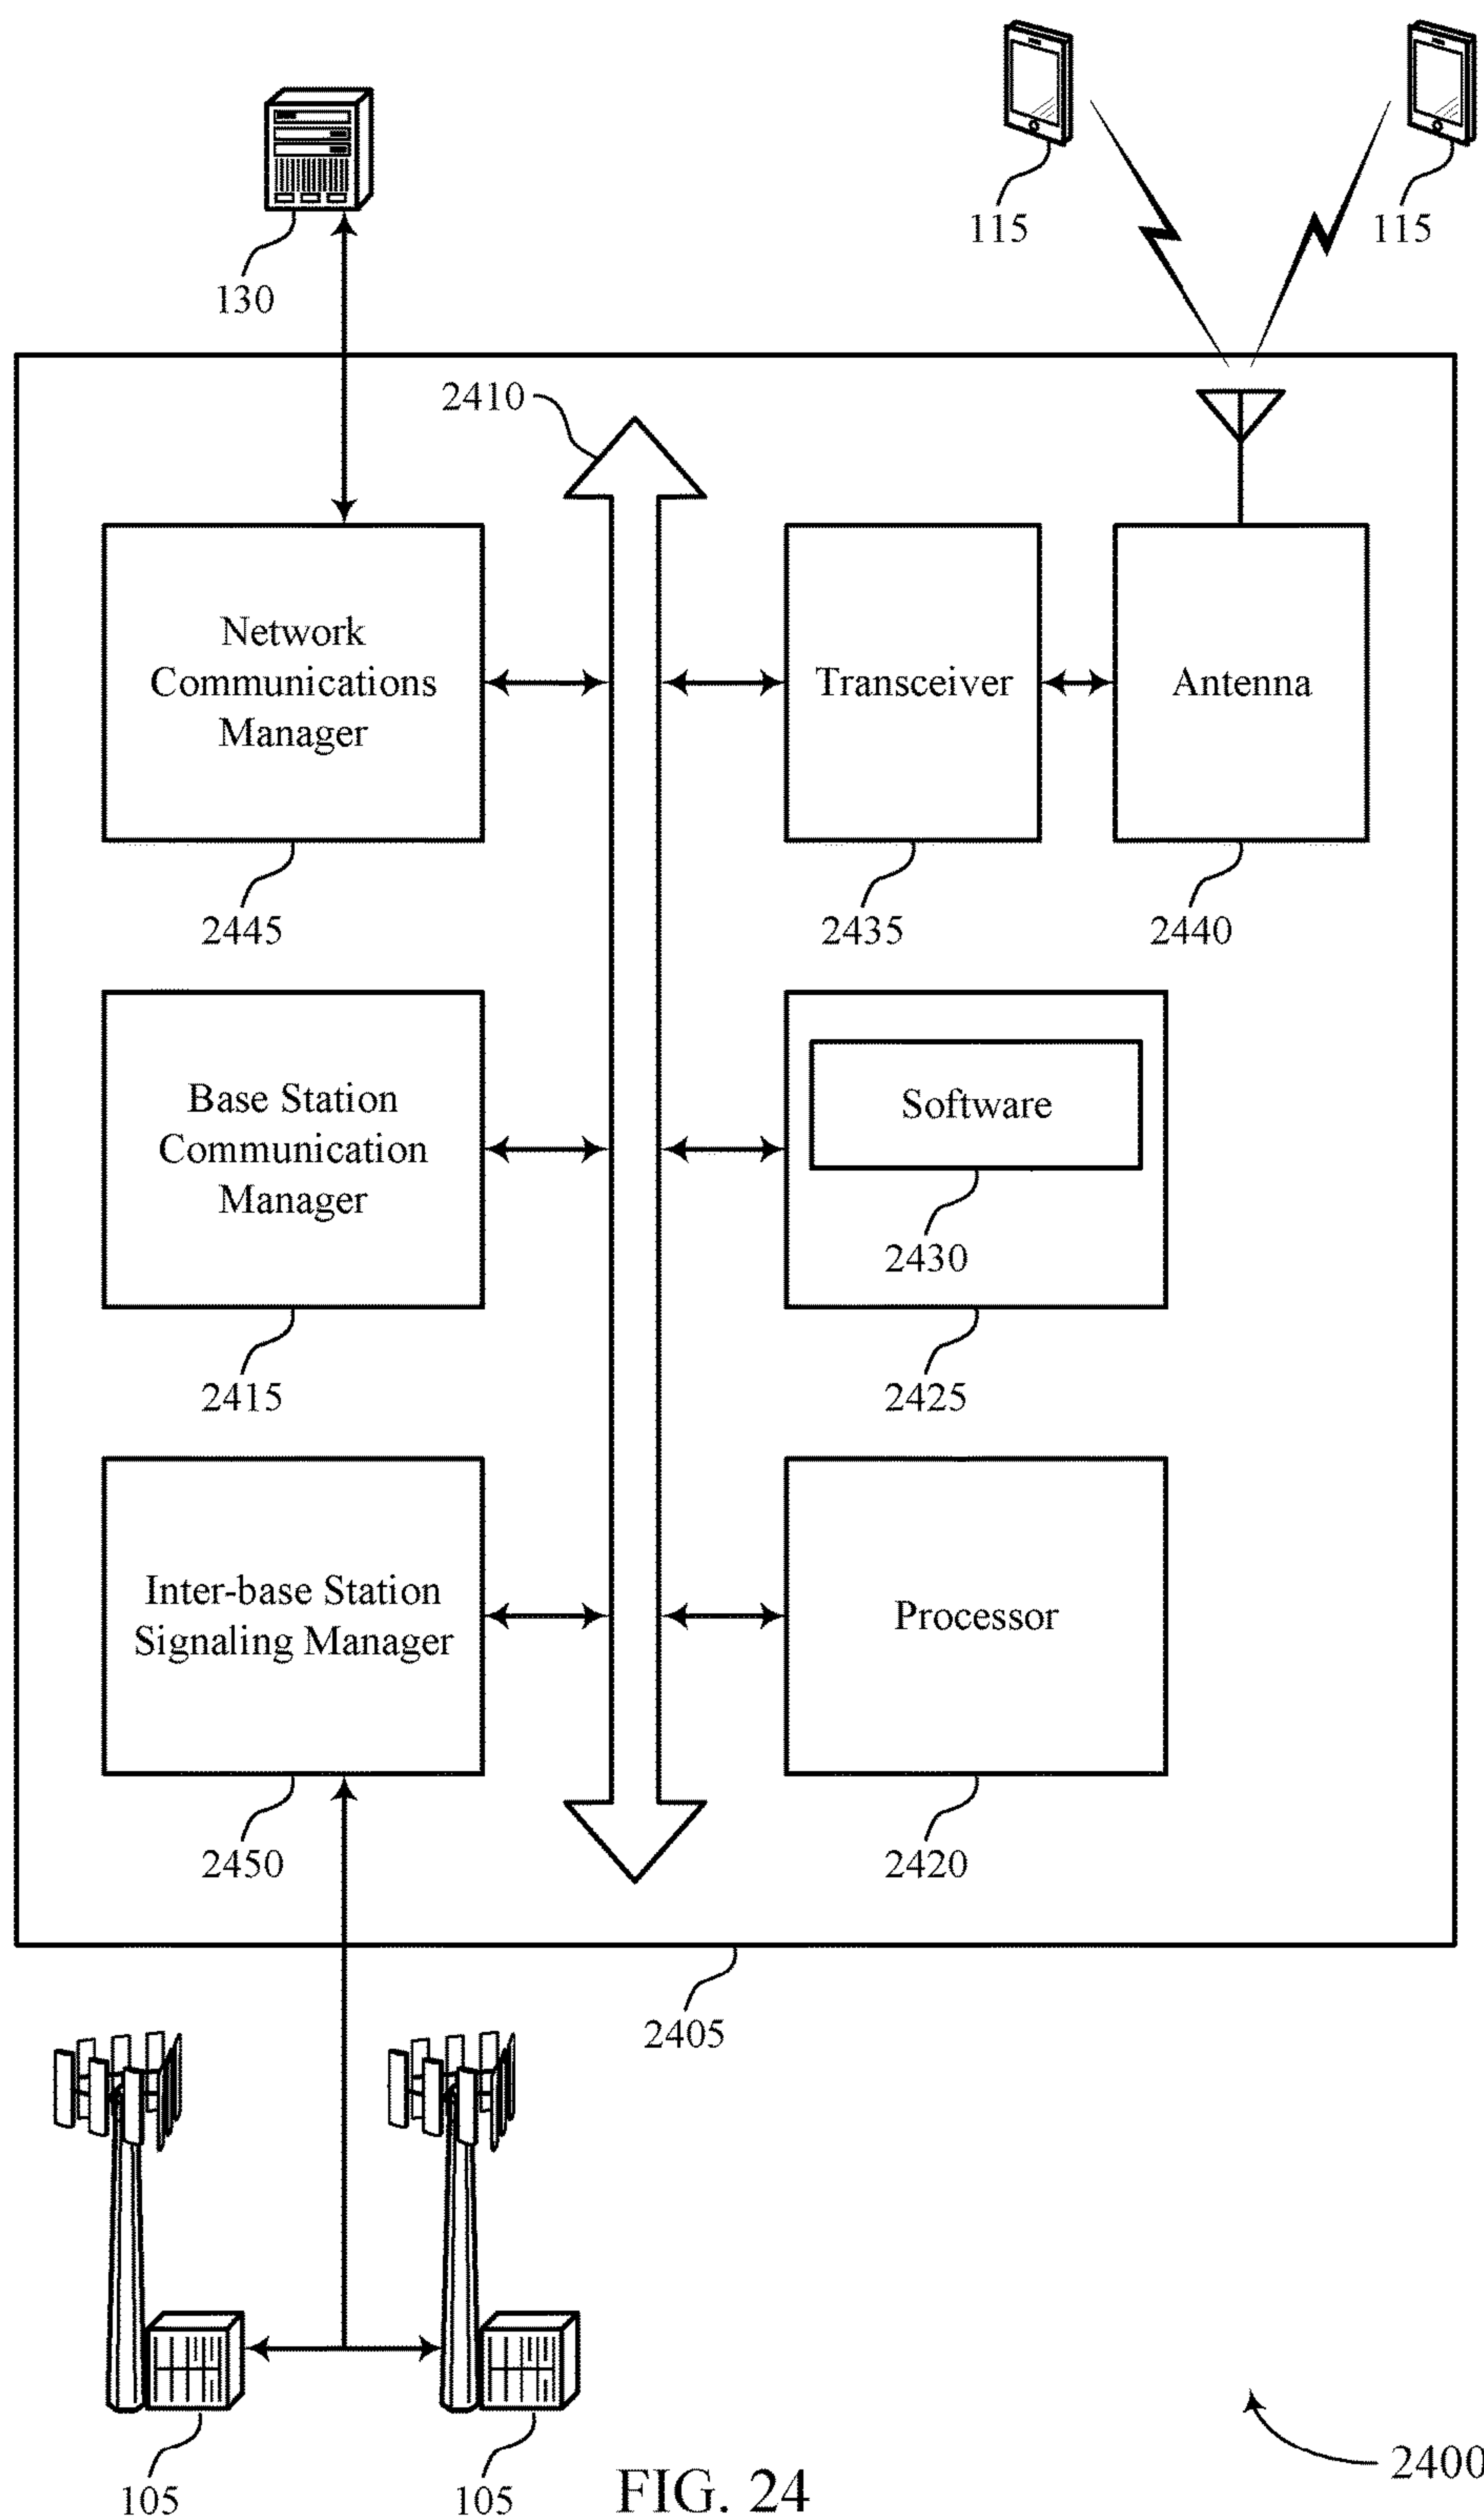 115
115
130
2410
Network
Communications
Manager
Transceiver
Antenna
2445
2435
2440
Base Station
Communication
Manager
Software
2430
2415
2425
Inter-base Station
Signaling Manager
Processor
2450
2420
2405
105
105
FIG. 24
2400